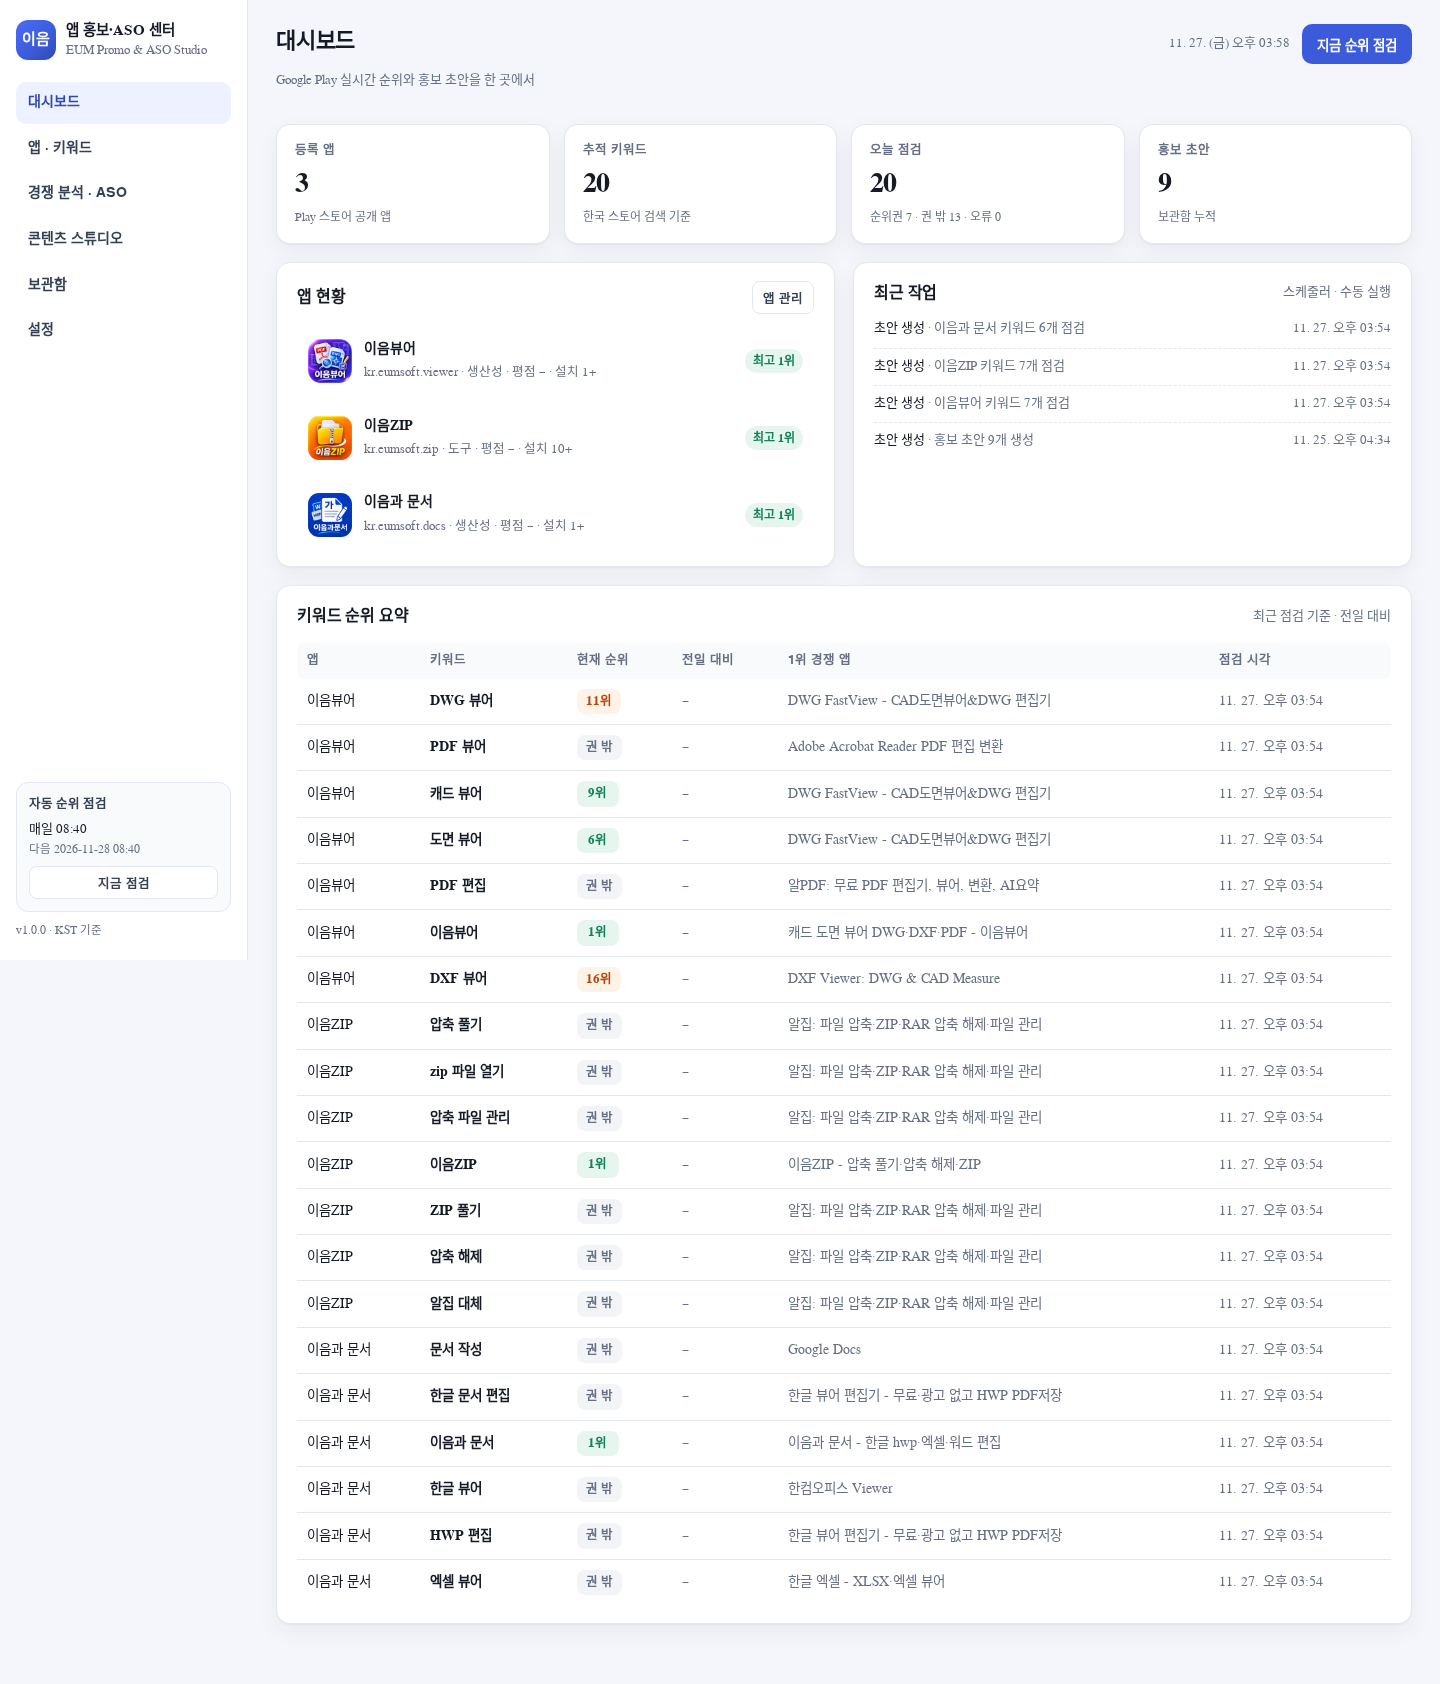 이음
앱 홍보·ASO 센터
EUM Promo & ASO Studio
대시보드
앱 · 키워드
경쟁 분석 · ASO
콘텐츠 스튜디오
보관함
설정
자동 순위 점검
매일 08:40
다음 2026-11-28 08:40
지금 점검
v1.0.0 · KST 기준
대시보드
Google Play 실시간 순위와 홍보 초안을 한 곳에서
11. 27. (금) 오후 03:58
지금 순위 점검
등록 앱
3
Play 스토어 공개 앱
추적 키워드
20
한국 스토어 검색 기준
오늘 점검
20
순위권 7 · 권 밖 13 · 오류 0
홍보 초안
9
보관함 누적
앱 현황
앱 관리
이음뷰어
이음뷰어
kr.eumsoft.viewer · 생산성 · 평점 – · 설치 1+
최고 1위
이음ZIP
이음ZIP
kr.eumsoft.zip · 도구 · 평점 – · 설치 10+
최고 1위
이음과문서
이음과 문서
kr.eumsoft.docs · 생산성 · 평점 – · 설치 1+
최고 1위
최근 작업
스케줄러 · 수동 실행
초안 생성 · 이음과 문서 키워드 6개 점검 11. 27. 오후 03:54
초안 생성 · 이음ZIP 키워드 7개 점검 11. 27. 오후 03:54
초안 생성 · 이음뷰어 키워드 7개 점검 11. 27. 오후 03:54
초안 생성 · 홍보 초안 9개 생성 11. 25. 오후 04:34
키워드 순위 요약
최근 점검 기준 · 전일 대비
앱 키워드 현재 순위 전일 대비 1위 경쟁 앱 점검 시각
이음뷰어 DWG 뷰어 11위 – DWG FastView - CAD도면뷰어&DWG 편집기 11. 27. 오후 03:54
이음뷰어 PDF 뷰어 권 밖 – Adobe Acrobat Reader PDF 편집 변환 11. 27. 오후 03:54
이음뷰어 캐드 뷰어 9위 – DWG FastView - CAD도면뷰어&DWG 편집기 11. 27. 오후 03:54
이음뷰어 도면 뷰어 6위 – DWG FastView - CAD도면뷰어&DWG 편집기 11. 27. 오후 03:54
이음뷰어 PDF 편집 권 밖 – 알PDF: 무료 PDF 편집기, 뷰어, 변환, AI요약 11. 27. 오후 03:54
이음뷰어 이음뷰어 1위 – 캐드 도면 뷰어 DWG·DXF·PDF - 이음뷰어 11. 27. 오후 03:54
이음뷰어 DXF 뷰어 16위 – DXF Viewer: DWG & CAD Measure 11. 27. 오후 03:54
이음ZIP 압축 풀기 권 밖 – 알집: 파일 압축·ZIP·RAR 압축 해제·파일 관리 11. 27. 오후 03:54
이음ZIP zip 파일 열기 권 밖 – 알집: 파일 압축·ZIP·RAR 압축 해제·파일 관리 11. 27. 오후 03:54
이음ZIP 압축 파일 관리 권 밖 – 알집: 파일 압축·ZIP·RAR 압축 해제·파일 관리 11. 27. 오후 03:54
이음ZIP 이음ZIP 1위 – 이음ZIP - 압축 풀기·압축 해제·ZIP 11. 27. 오후 03:54
이음ZIP ZIP 풀기 권 밖 – 알집: 파일 압축·ZIP·RAR 압축 해제·파일 관리 11. 27. 오후 03:54
이음ZIP 압축 해제 권 밖 – 알집: 파일 압축·ZIP·RAR 압축 해제·파일 관리 11. 27. 오후 03:54
이음ZIP 알집 대체 권 밖 – 알집: 파일 압축·ZIP·RAR 압축 해제·파일 관리 11. 27. 오후 03:54
이음과 문서 문서 작성 권 밖 – Google Docs 11. 27. 오후 03:54
이음과 문서 한글 문서 편집 권 밖 – 한글 뷰어 편집기 - 무료·광고 없고 HWP PDF저장 11. 27. 오후 03:54
이음과 문서 이음과 문서 1위 – 이음과 문서 - 한글 hwp·엑셀·워드 편집 11. 27. 오후 03:54
이음과 문서 한글 뷰어 권 밖 – 한컴오피스 Viewer 11. 27. 오후 03:54
이음과 문서 HWP 편집 권 밖 – 한글 뷰어 편집기 - 무료·광고 없고 HWP PDF저장 11. 27. 오후 03:54
이음과 문서 엑셀 뷰어 권 밖 – 한글 엑셀 - XLSX·엑셀 뷰어 11. 27. 오후 03:54